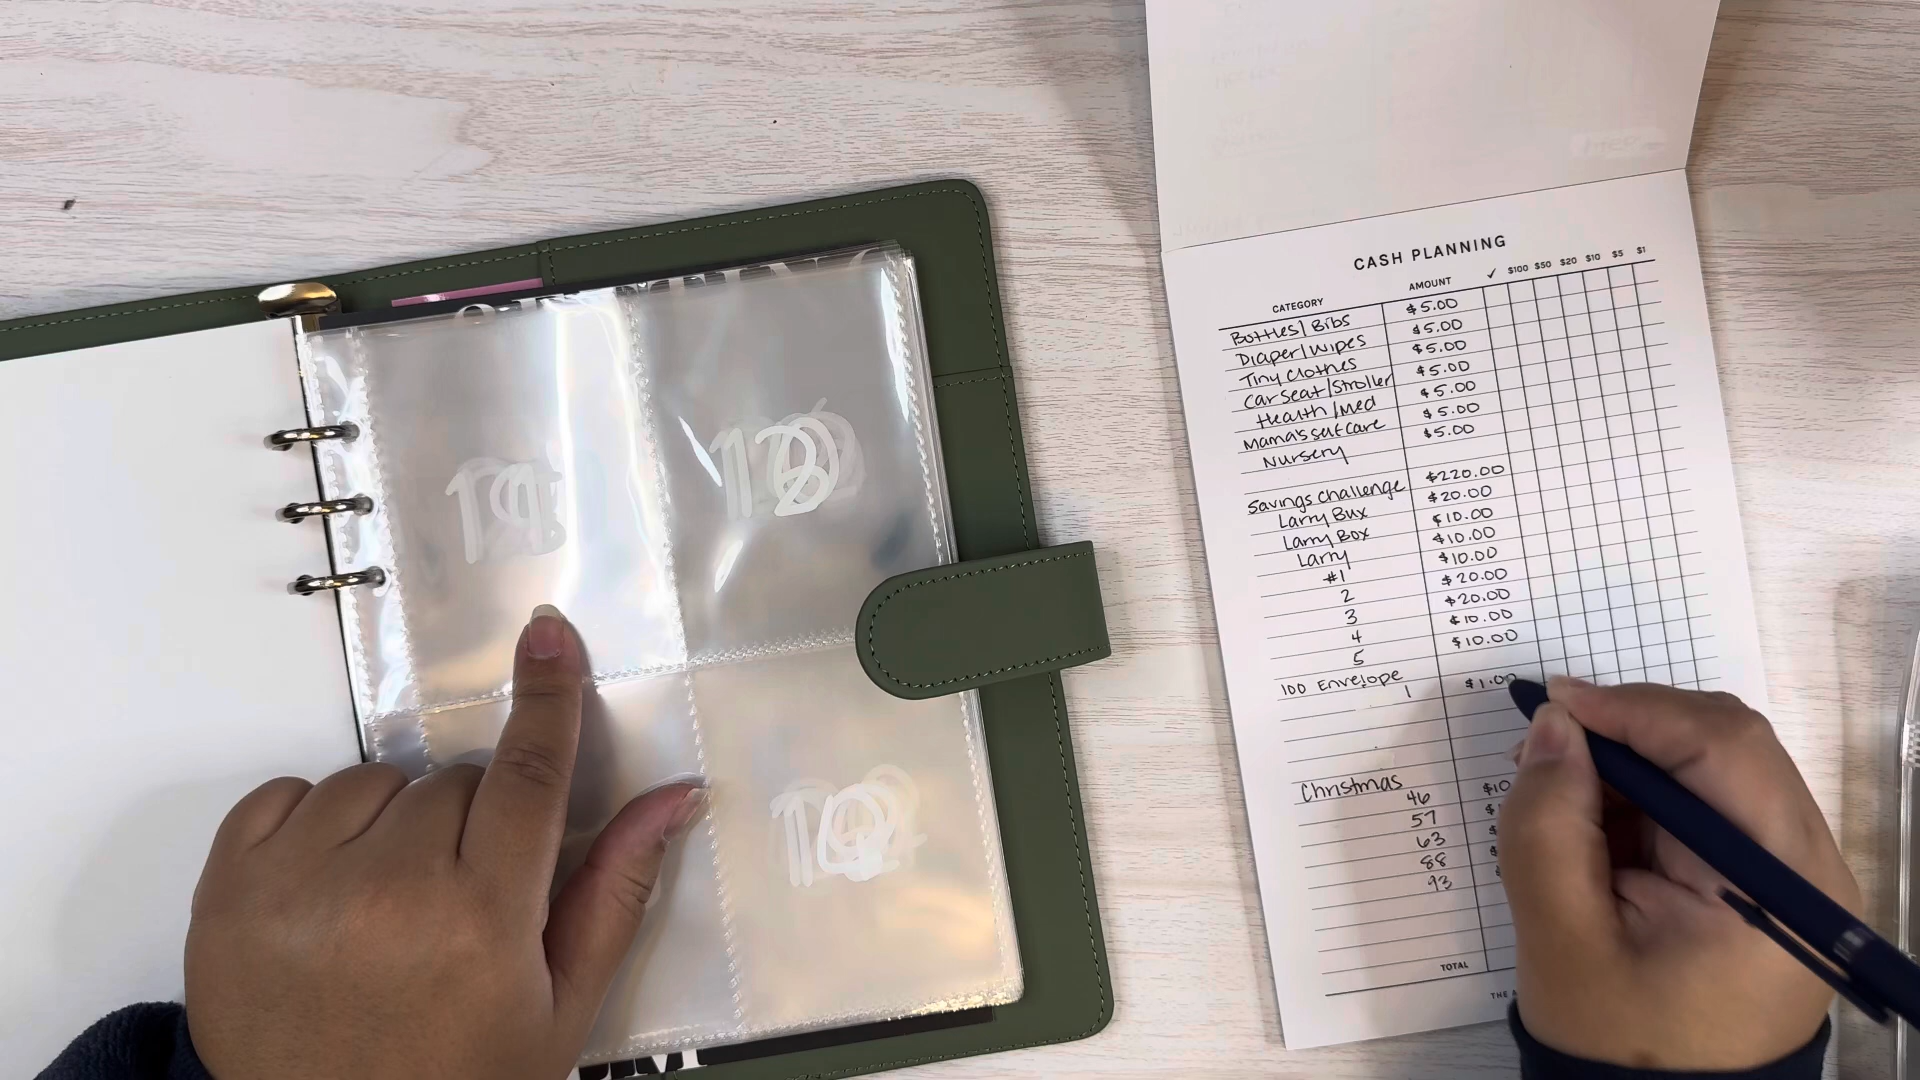 CASH PLANNING
CATEGORY AMOUNT ✓ $100 $50 $20 $10 $5 $1
Bottles/Bibs $5.00
Diaper/Wipes $5.00
Tiny Clothes $5.00
Car Seat/Stroller $5.00
Health/Med $5.00
Mama's self care $5.00
Nursery $5.00
Savings Challenge $220.00
Larry Bux $20.00
Larry Box $10.00
Larry $10.00
#1 $10.00
2 $20.00
3 $20.00
4 $10.00
5 $10.00
100 Envelope
1 $1.00
Christmas
46 $10
57 $
63 $
88 $
93 $
TOTAL
THE